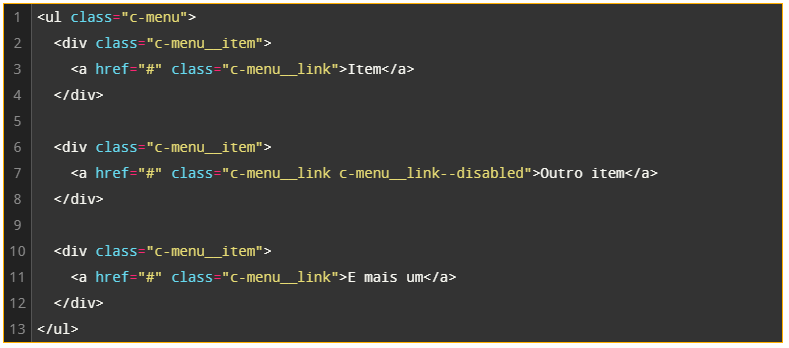 1 <ul class="c-menu">
2   <div class="c-menu__item">
3     <a href="#" class="c-menu__link">Item</a>
4   </div>
5
6   <div class="c-menu__item">
7     <a href="#" class="c-menu__link c-menu__link--disabled">Outro item</a>
8   </div>
9
10   <div class="c-menu__item">
11     <a href="#" class="c-menu__link">E mais um</a>
12   </div>
13 </ul>